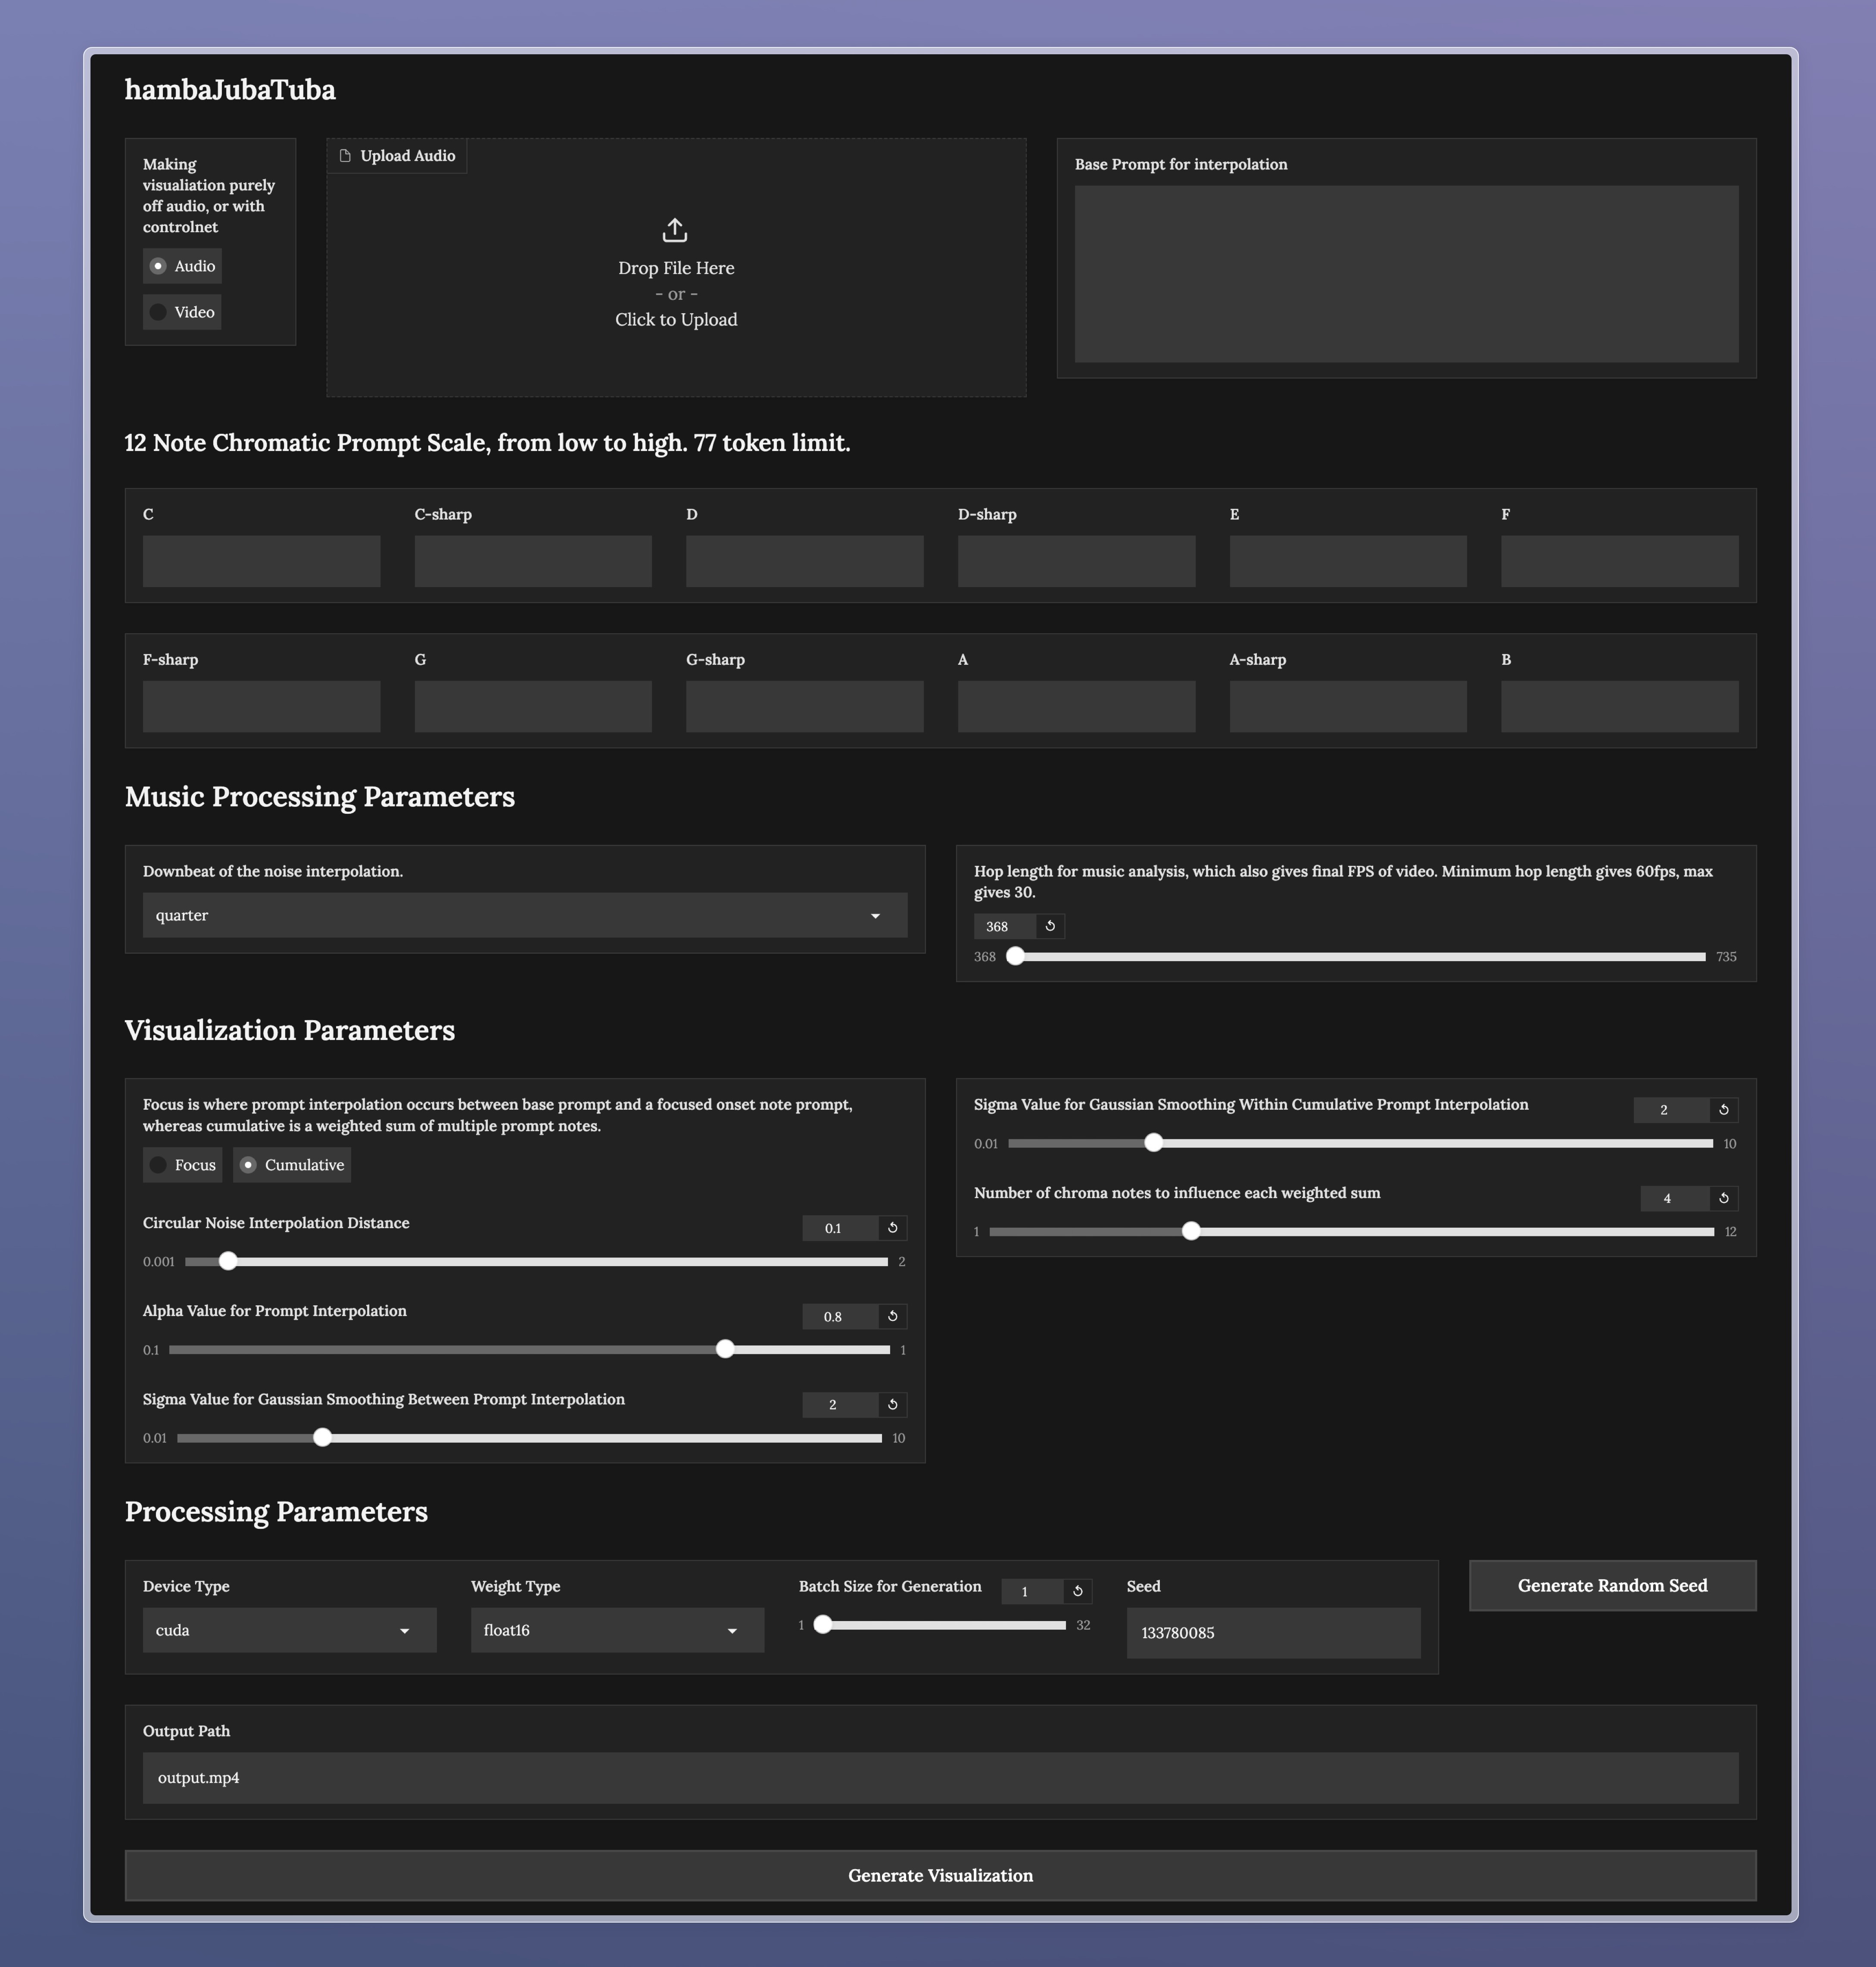 hambaJubaTuba
Making
visualiation purely
off audio, or with
controlnet
Audio
Video
Upload Audio
Drop File Here
- or -
Click to Upload
Base Prompt for interpolation
12 Note Chromatic Prompt Scale, from low to high. 77 token limit.
C
C-sharp
D
D-sharp
E
F
F-sharp
G
G-sharp
A
A-sharp
B
Music Processing Parameters
Downbeat of the noise interpolation.
quarter
Hop length for music analysis, which also gives final FPS of video. Minimum hop length gives 60fps, max
gives 30.
368
368
735
Visualization Parameters
Focus is where prompt interpolation occurs between base prompt and a focused onset note prompt,
whereas cumulative is a weighted sum of multiple prompt notes.
Focus
Cumulative
Circular Noise Interpolation Distance
0.1
0.001
2
Alpha Value for Prompt Interpolation
0.8
0.1
1
Sigma Value for Gaussian Smoothing Between Prompt Interpolation
2
0.01
10
Sigma Value for Gaussian Smoothing Within Cumulative Prompt Interpolation
2
0.01
10
Number of chroma notes to influence each weighted sum
4
1
12
Processing Parameters
Device Type
cuda
Weight Type
float16
Batch Size for Generation
1
1
32
Seed
133780085
Generate Random Seed
Output Path
output.mp4
Generate Visualization